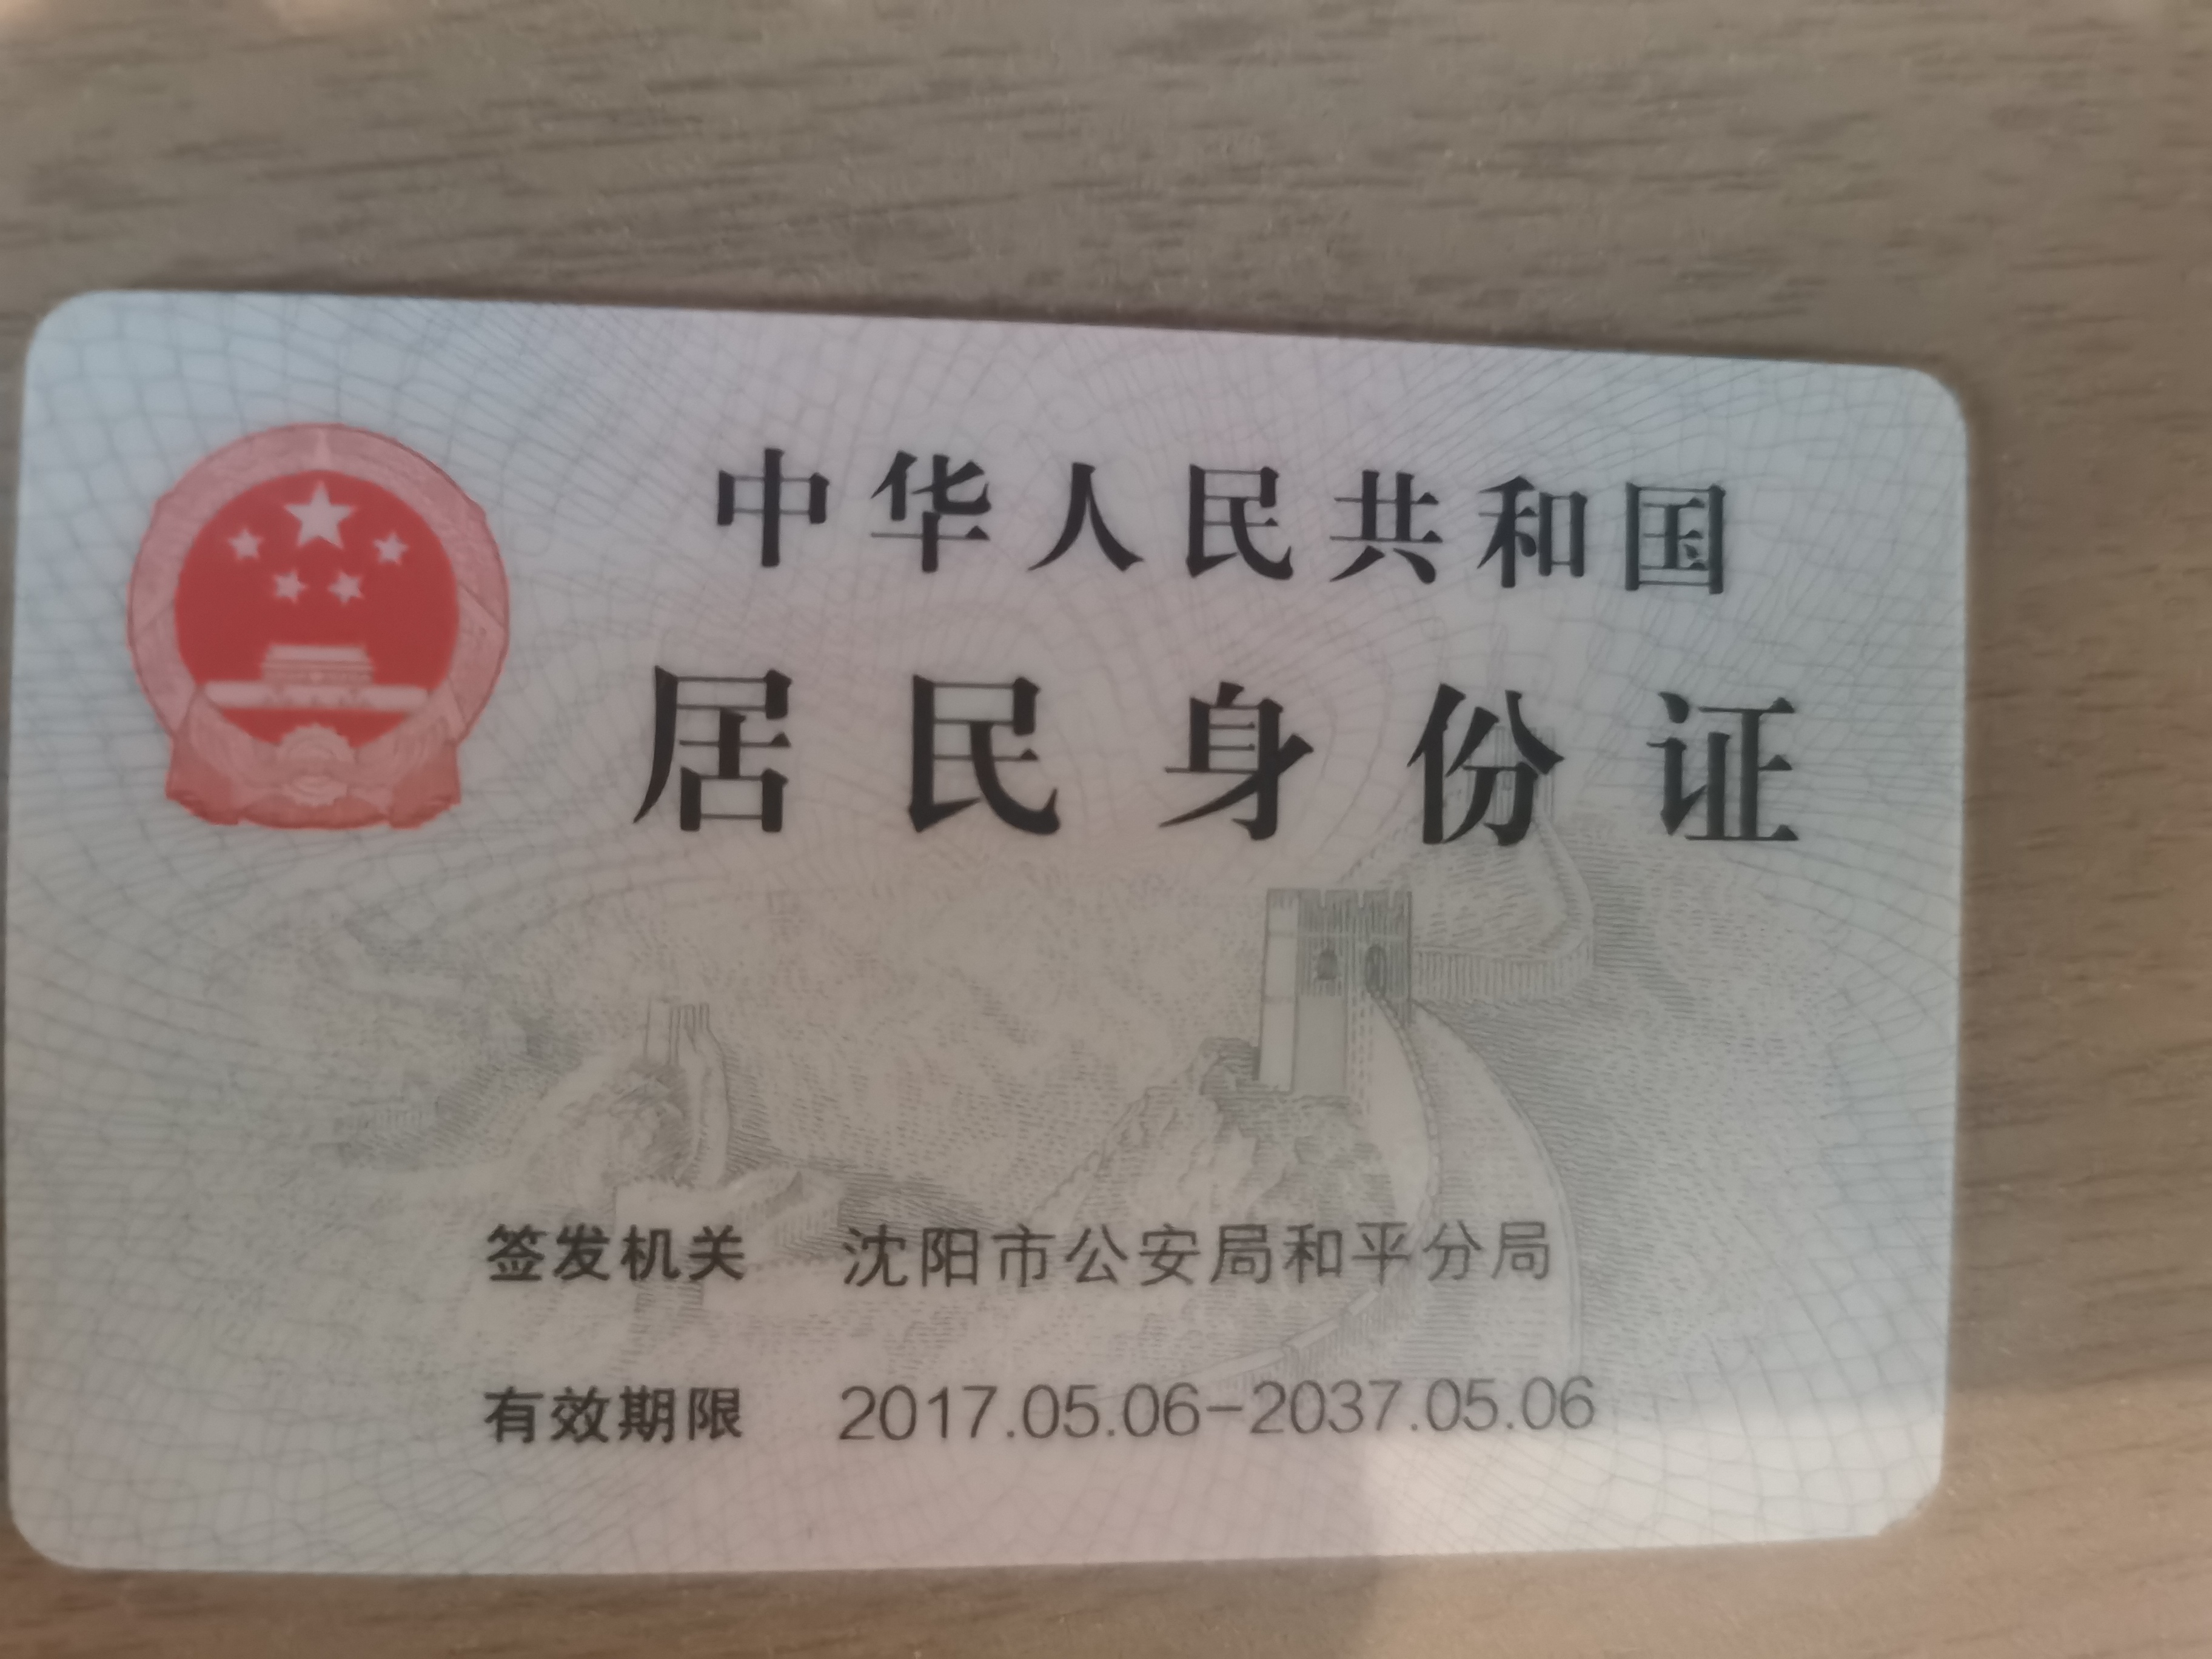 中华人民共和国
居民身份证
签发机关 沈阳市公安局和平分局
有效期限 2017.05.06-2037.05.06